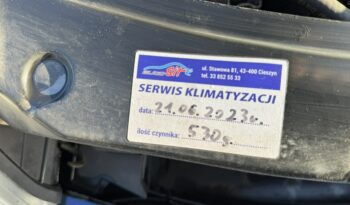 ul. Stawowa 91, 43-400 Cieszyn
tel. 33 852 55 33
SERWIS KLIMATYZACJI
data: 21.06.2023r.
ilość czynnika: 530g.